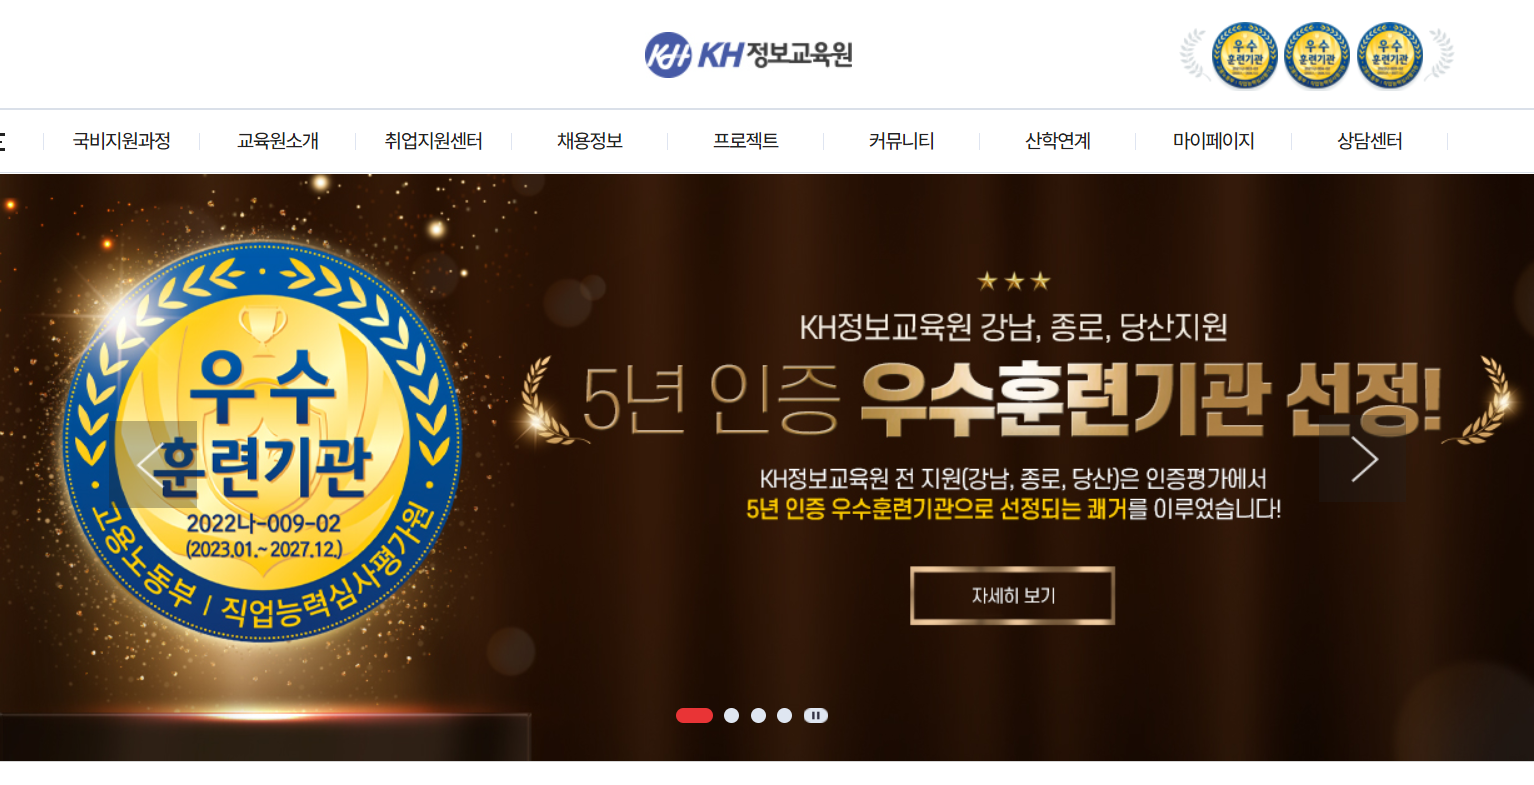 KH KH정보교육원
우수 훈련기관
우수 훈련기관
우수 훈련기관
국비지원과정
교육원소개
취업지원센터
채용정보
프로젝트
커뮤니티
산학연계
마이페이지
상담센터
우수
훈련기관
2022나-009-02
(2023.01.~2027.12.)
고용노동부 | 직업능력심사평가원
KH정보교육원 강남, 종로, 당산지원
5년 인증 우수훈련기관 선정!
KH정보교육원 전 지원(강남, 종로, 당산)은 인증평가에서
5년 인증 우수훈련기관으로 선정되는 쾌거를 이루었습니다!
자세히 보기